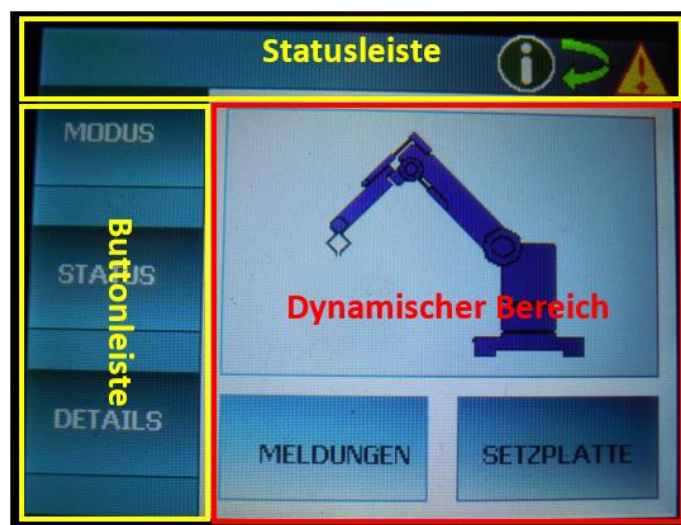 Statusleiste
MODUS
STATUS
DETAILS
Buttonleiste
Dynamischer Bereich
MELDUNGEN
SETZPLATTE